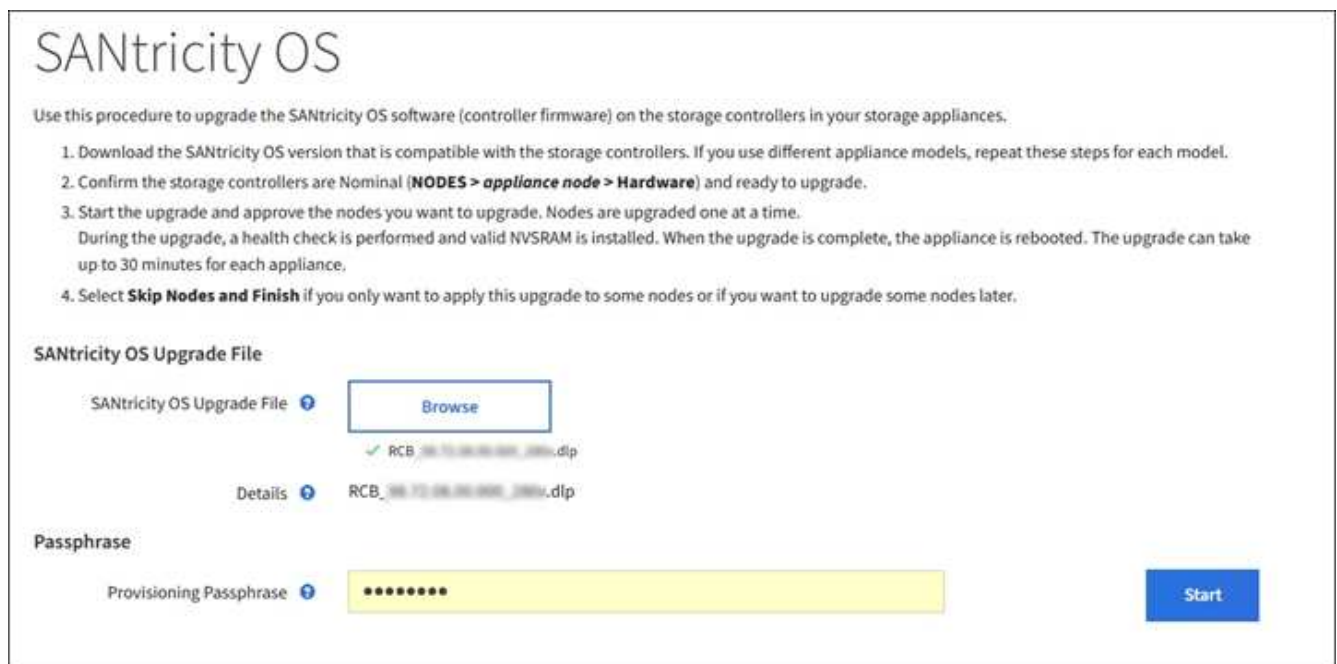 SANtricity OS
Use this procedure to upgrade the SANtricity OS software (controller firmware) on the storage controllers in your storage appliances.
1. Download the SANtricity OS version that is compatible with the storage controllers. If you use different appliance models, repeat these steps for each model.
2. Confirm the storage controllers are Nominal (NODES > appliance node > Hardware) and ready to upgrade.
3. Start the upgrade and approve the nodes you want to upgrade. Nodes are upgraded one at a time.
During the upgrade, a health check is performed and valid NVSRAM is installed. When the upgrade is complete, the appliance is rebooted. The upgrade can take
up to 30 minutes for each appliance.
4. Select Skip Nodes and Finish if you only want to apply this upgrade to some nodes or if you want to upgrade some nodes later.
SANtricity OS Upgrade File
SANtricity OS Upgrade File ? Browse
✓ RCB_ .dlp
Details ? RCB_ .dlp
Passphrase
Provisioning Passphrase ? •••••••• Start